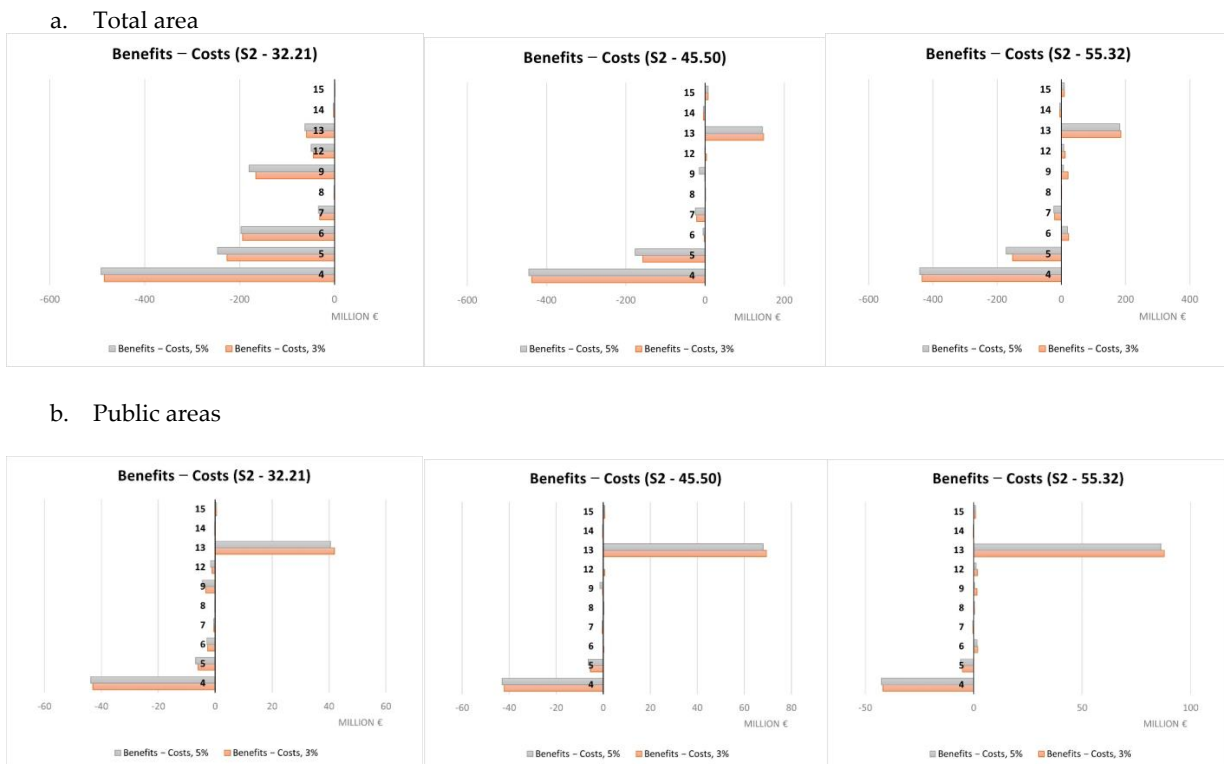 a. Total area
Benefits – Costs (S2 - 32.21)
15
14
13
12
9
8
7
6
5
4
-600 -400 -200 0
MILLION €
Benefits – Costs, 5% Benefits – Costs, 3%
Benefits – Costs (S2 - 45.50)
15
14
13
12
9
8
7
6
5
4
-600 -400 -200 0 200
MILLION €
Benefits – Costs, 5% Benefits – Costs, 3%
Benefits – Costs (S2 - 55.32)
15
14
13
12
9
8
7
6
5
4
-600 -400 -200 0 200 400
MILLION €
Benefits – Costs, 5% Benefits – Costs, 3%
b. Public areas
Benefits – Costs (S2 - 32.21)
15
14
13
12
9
8
7
6
5
4
-60 -40 -20 0 20 40 60
MILLION €
Benefits – Costs, 5% Benefits – Costs, 3%
Benefits – Costs (S2 - 45.50)
15
14
13
12
9
8
7
6
5
4
-60 -40 -20 0 20 40 60 80
MILLION €
Benefits – Costs, 5% Benefits – Costs, 3%
Benefits – Costs (S2 - 55.32)
15
14
13
12
9
8
7
6
5
4
-50 0 50 100
MILLION €
Benefits – Costs, 5% Benefits – Costs, 3%